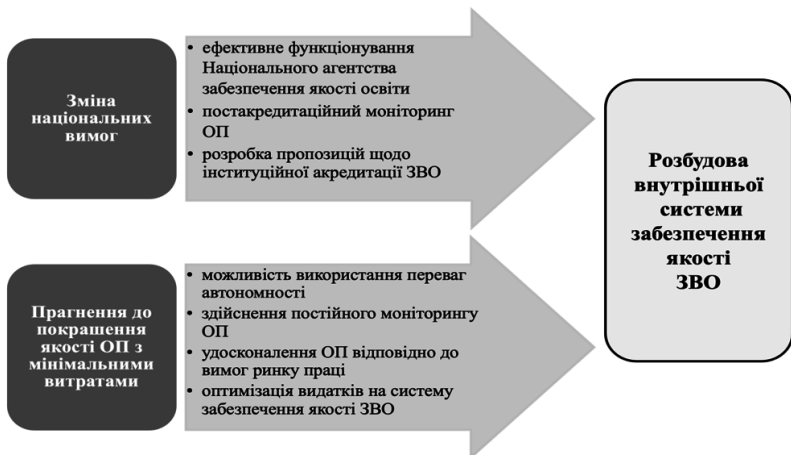 Зміна
національних
вимог
• ефективне функціонування
Національного агентства
забезпечення якості освіти
• постакредитаційний моніторинг
ОП
• розробка пропозицій щодо
інституційної акредитації ЗВО
Прагнення до
покращення
якості ОП з
мінімальними
витратами
• можливість використання переваг
автономності
• здійснення постійного моніторингу
ОП
• удосконалення ОП відповідно до
вимог ринку праці
• оптимізація видатків на систему
забезпечення якості ЗВО
Розбудова
внутрішньої
системи
забезпечення
якості
ЗВО